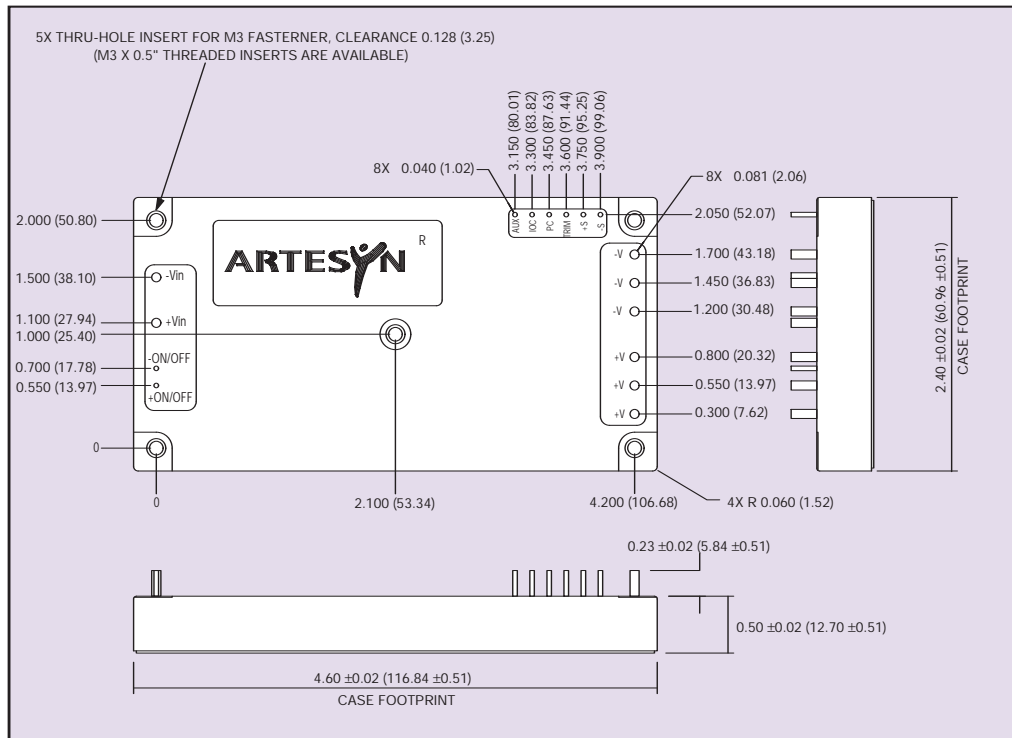 5X THRU-HOLE INSERT FOR M3 FASTERNER, CLEARANCE 0.128 (3.25)
(M3 X 0.5" THREADED INSERTS ARE AVAILABLE)
3.150 (80.01)
3.300 (83.82)
3.450 (87.63)
3.600 (91.44)
3.750 (95.25)
3.900 (99.06)
8X 0.040 (1.02)
8X 0.081 (2.06)
AUX
IOC
PC
TRIM
+S
-S
2.000 (50.80)
2.050 (52.07)
ARTESYN R
-V 1.700 (43.18)
1.500 (38.10) -Vin
-V 1.450 (36.83)
-V 1.200 (30.48)
1.100 (27.94) +Vin
1.000 (25.40)
-ON/OFF
0.700 (17.78)
+V 0.800 (20.32)
0.550 (13.97)
+ON/OFF
+V 0.550 (13.97)
+V 0.300 (7.62)
2.40 ±0.02 (60.96 ±0.51)
CASE FOOTPRINT
0
0
2.100 (53.34)
4.200 (106.68)
4X R 0.060 (1.52)
0.23 ±0.02 (5.84 ±0.51)
0.50 ±0.02 (12.70 ±0.51)
4.60 ±0.02 (116.84 ±0.51)
CASE FOOTPRINT